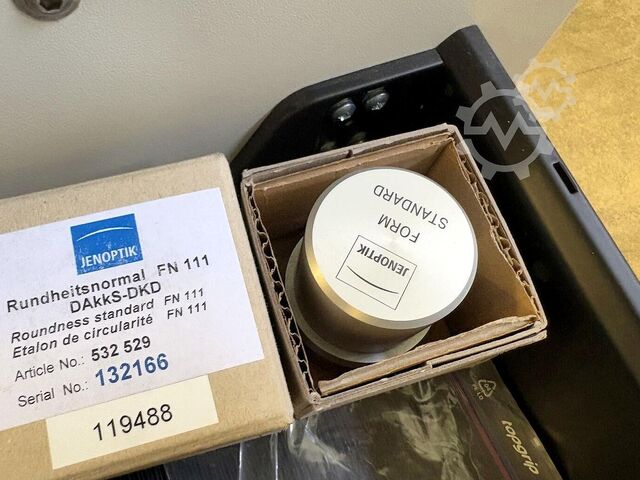 JENOPTIK
Rundheitsnormal FN 111
DAkkS-DKD
Roundness standard FN 111
Etalon de circularité FN 111
Article No.: 532 529
Serial No.: 132166
119488
FORM
STANDARD
JENOPTIK